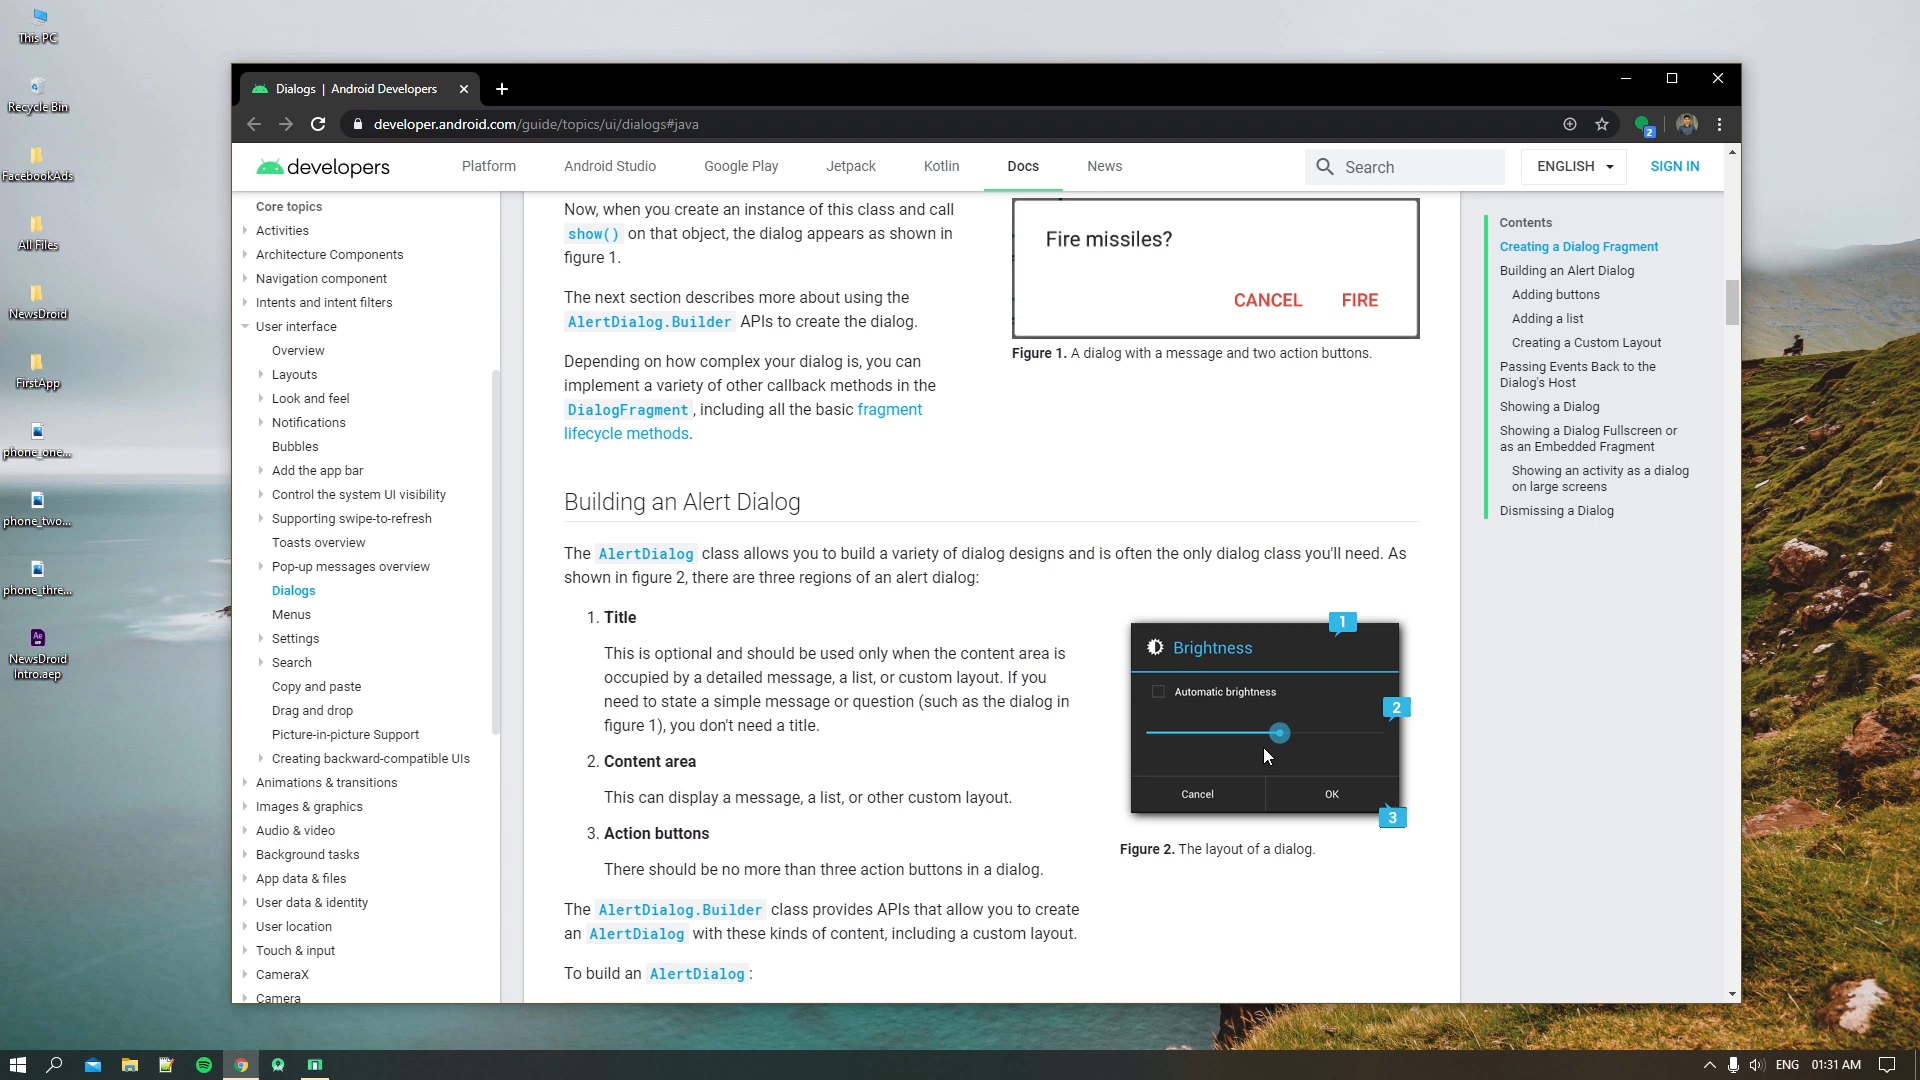 This PC
Recycle Bin
FacebookAds
All Files
NewsDroid
FirstApp
phone_one...
phone_two...
phone_thre...
NewsDroid
Intro.aep
Dialogs | Android Developers
developer.android.com/guide/topics/ui/dialogs#java
2
developers
Platform
Android Studio
Google Play
Jetpack
Kotlin
Docs
News
Search
ENGLISH
SIGN IN
Core topics
Activities
Architecture Components
Navigation component
Intents and intent filters
User interface
Overview
Layouts
Look and feel
Notifications
Bubbles
Add the app bar
Control the system UI visibility
Supporting swipe-to-refresh
Toasts overview
Pop-up messages overview
Dialogs
Menus
Settings
Search
Copy and paste
Drag and drop
Picture-in-picture Support
Creating backward-compatible UIs
Animations & transitions
Images & graphics
Audio & video
Background tasks
App data & files
User data & identity
User location
Touch & input
CameraX
Camera
Now, when you create an instance of this class and call
show() on that object, the dialog appears as shown in
figure 1.
The next section describes more about using the
AlertDialog.Builder APIs to create the dialog.
Depending on how complex your dialog is, you can
implement a variety of other callback methods in the
DialogFragment, including all the basic fragment
lifecycle methods.
Fire missiles?
CANCEL
FIRE
Figure 1. A dialog with a message and two action buttons.
Building an Alert Dialog
The AlertDialog class allows you to build a variety of dialog designs and is often the only dialog class you'll need. As
shown in figure 2, there are three regions of an alert dialog:
1. Title
This is optional and should be used only when the content area is
occupied by a detailed message, a list, or custom layout. If you
need to state a simple message or question (such as the dialog in
figure 1), you don't need a title.
2. Content area
This can display a message, a list, or other custom layout.
3. Action buttons
There should be no more than three action buttons in a dialog.
1
Brightness
Automatic brightness
2
Cancel
OK
3
Figure 2. The layout of a dialog.
The AlertDialog.Builder class provides APIs that allow you to create
an AlertDialog with these kinds of content, including a custom layout.
To build an AlertDialog:
Contents
Creating a Dialog Fragment
Building an Alert Dialog
Adding buttons
Adding a list
Creating a Custom Layout
Passing Events Back to the
Dialog's Host
Showing a Dialog
Showing a Dialog Fullscreen or
as an Embedded Fragment
Showing an activity as a dialog
on large screens
Dismissing a Dialog
Ae
ENG
01:31 AM